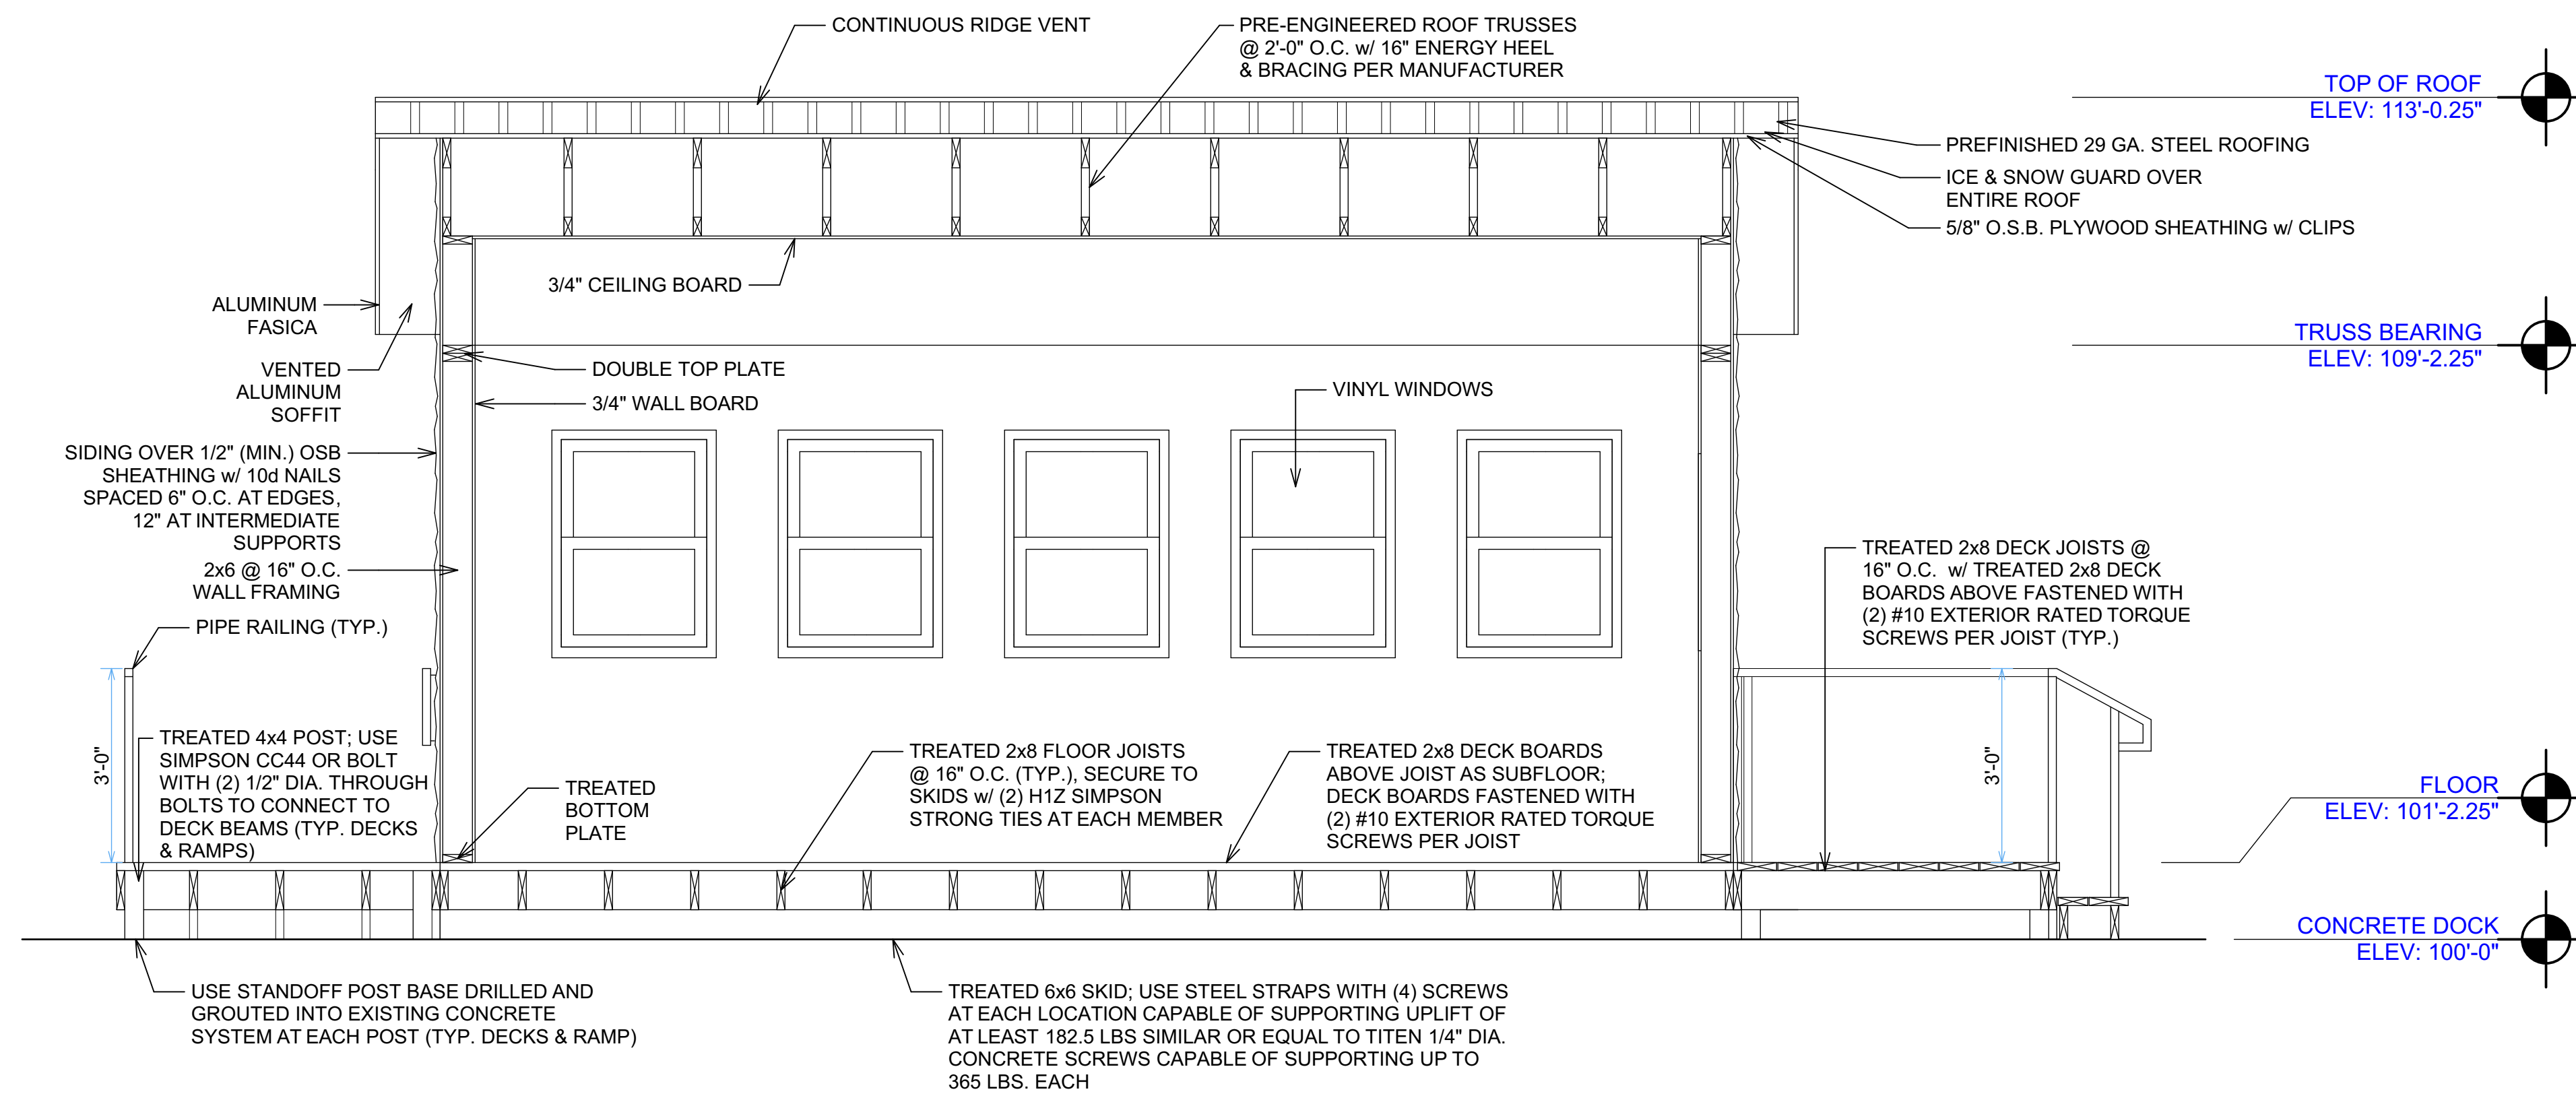 CONTINUOUS RIDGE VENT
PRE-ENGINEERED ROOF TRUSSES
@ 2'-0" O.C. w/ 16" ENERGY HEEL
& BRACING PER MANUFACTURER
TOP OF ROOF
ELEV: 113'-0.25"
PREFINISHED 29 GA. STEEL ROOFING
ICE & SNOW GUARD OVER
ENTIRE ROOF
5/8" O.S.B. PLYWOOD SHEATHING w/ CLIPS
3/4" CEILING BOARD
ALUMINUM
FASICA
TRUSS BEARING
ELEV: 109'-2.25"
VENTED
ALUMINUM
SOFFIT
DOUBLE TOP PLATE
3/4" WALL BOARD
VINYL WINDOWS
SIDING OVER 1/2" (MIN.) OSB
SHEATHING w/ 10d NAILS
SPACED 6" O.C. AT EDGES,
12" AT INTERMEDIATE
SUPPORTS
2x6 @ 16" O.C.
WALL FRAMING
TREATED 2x8 DECK JOISTS @
16" O.C. w/ TREATED 2x8 DECK
BOARDS ABOVE FASTENED WITH
(2) #10 EXTERIOR RATED TORQUE
SCREWS PER JOIST (TYP.)
PIPE RAILING (TYP.)
3'-0"
TREATED 4x4 POST; USE
SIMPSON CC44 OR BOLT
WITH (2) 1/2" DIA. THROUGH
BOLTS TO CONNECT TO
DECK BEAMS (TYP. DECKS
& RAMPS)
TREATED
BOTTOM
PLATE
TREATED 2x8 FLOOR JOISTS
@ 16" O.C. (TYP.), SECURE TO
SKIDS w/ (2) H1Z SIMPSON
STRONG TIES AT EACH MEMBER
TREATED 2x8 DECK BOARDS
ABOVE JOIST AS SUBFLOOR;
DECK BOARDS FASTENED WITH
(2) #10 EXTERIOR RATED TORQUE
SCREWS PER JOIST
3'-0"
FLOOR
ELEV: 101'-2.25"
CONCRETE DOCK
ELEV: 100'-0"
USE STANDOFF POST BASE DRILLED AND
GROUTED INTO EXISTING CONCRETE
SYSTEM AT EACH POST (TYP. DECKS & RAMP)
TREATED 6x6 SKID; USE STEEL STRAPS WITH (4) SCREWS
AT EACH LOCATION CAPABLE OF SUPPORTING UPLIFT OF
AT LEAST 182.5 LBS SIMILAR OR EQUAL TO TITEN 1/4" DIA.
CONCRETE SCREWS CAPABLE OF SUPPORTING UP TO
365 LBS. EACH